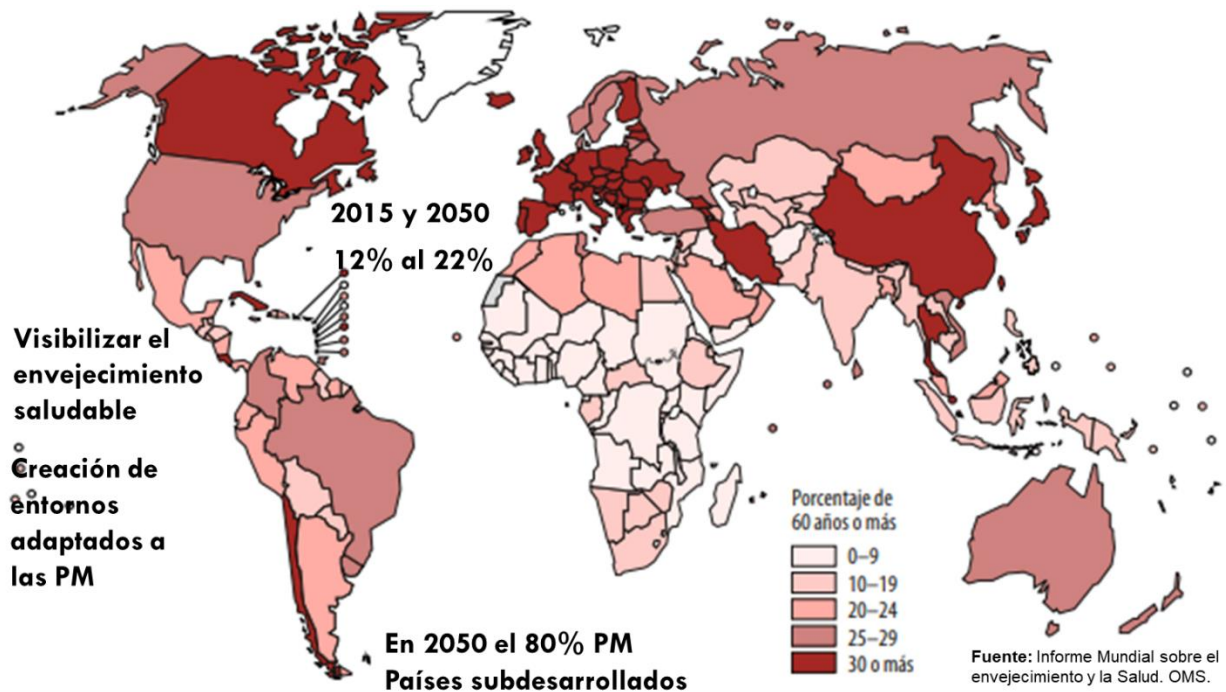 2015 y 2050
12% al 22%
Visibilizar el
envejecimiento
saludable
Creación de
entornos
adaptados a
las PM
En 2050 el 80% PM
Países subdesarrollados
Porcentaje de
60 años o más
0–9
10–19
20–24
25–29
30 o más
Fuente: Informe Mundial sobre el
envejecimiento y la Salud. OMS.